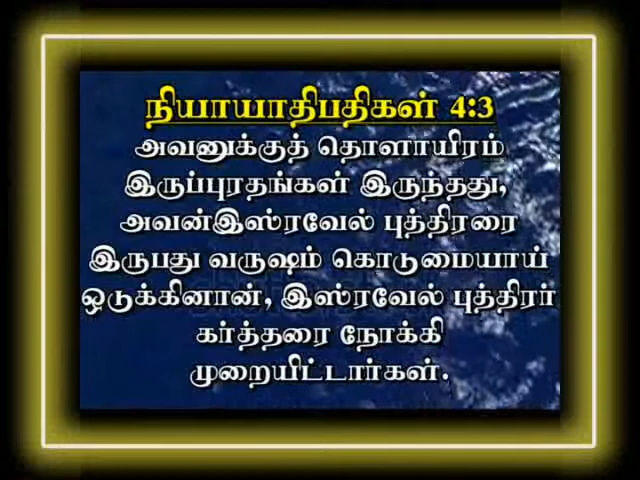 நியாயாதிபதிகள் 4:3
அவனுக்குத் தொளாயிரம்
இருப்புரதங்கள் இருந்தது,
அவன்இஸ்ரவேல் புத்திரரை
இருபது வருஷம் கொடுமையாய்
ஒடுக்கினான், இஸ்ரவேல் புத்திரர்
கர்த்தரை நோக்கி
முறையிட்டார்கள்.